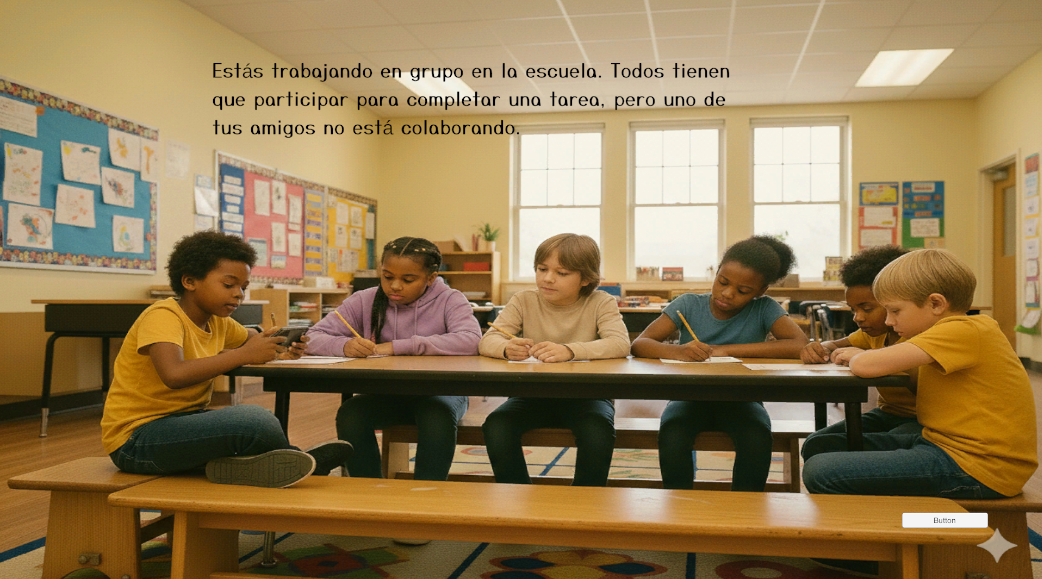 Estás trabajando en grupo en la escuela. Todos tienen
que participar para completar una tarea, pero uno de
tus amigos no está colaborando.
Button